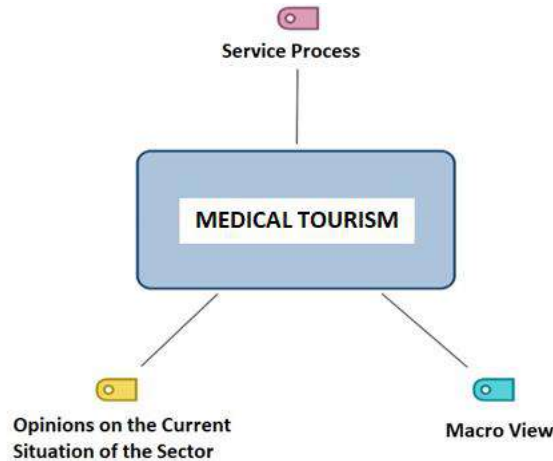 Service Process
MEDICAL TOURISM
Opinions on the Current
Situation of the Sector
Macro View